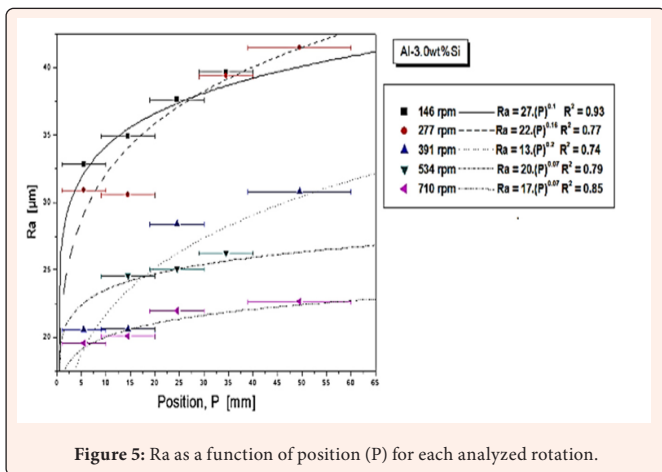 Al-3.0wt%Si
45
40
35
30
25
20
Ra [µm]
0 5 10 15 20 25 30 35 40 45 50 55 60 65
Position, P [mm]
146 rpm Ra = 27.(P)^0.1 R² = 0.93
277 rpm Ra = 22.(P)^0.16 R² = 0.77
391 rpm Ra = 13.(P)^0.2 R² = 0.74
534 rpm Ra = 20.(P)^0.07 R² = 0.79
710 rpm Ra = 17.(P)^0.07 R² = 0.85
Figure 5: Ra as a function of position (P) for each analyzed rotation.